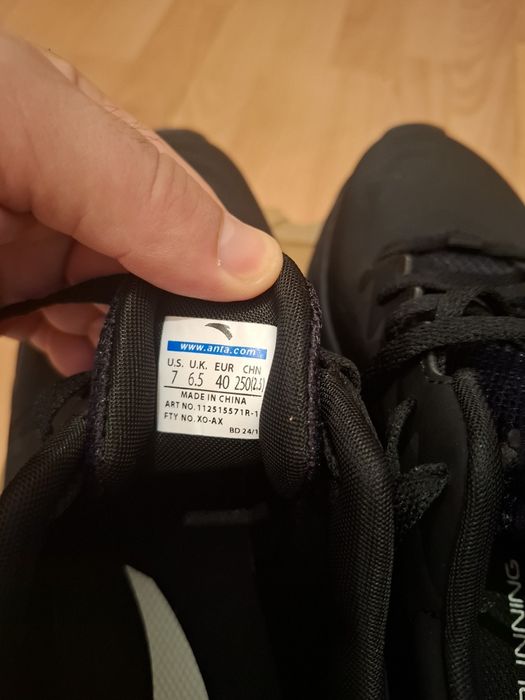 www.anta.com
U.S. U.K. EUR CHN
7 6.5 40 250(2.5)
MADE IN CHINA
ART NO.112515571R-1
FTY NO. XO-AX
BD 24/1
RUNNING